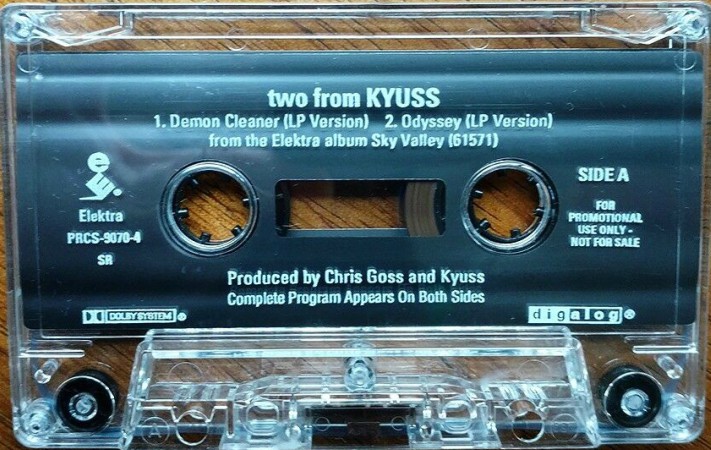 two from KYUSS
1. Demon Cleaner (LP Version) 2. Odyssey (LP Version)
from the Elektra album Sky Valley (61571)
SIDE A
e
Elektra
PRCS-9070-4
SR
FOR
PROMOTIONAL
USE ONLY -
NOT FOR SALE
Produced by Chris Goss and Kyuss
Complete Program Appears On Both Sides
DOLBY SYSTEM ®
digalog®